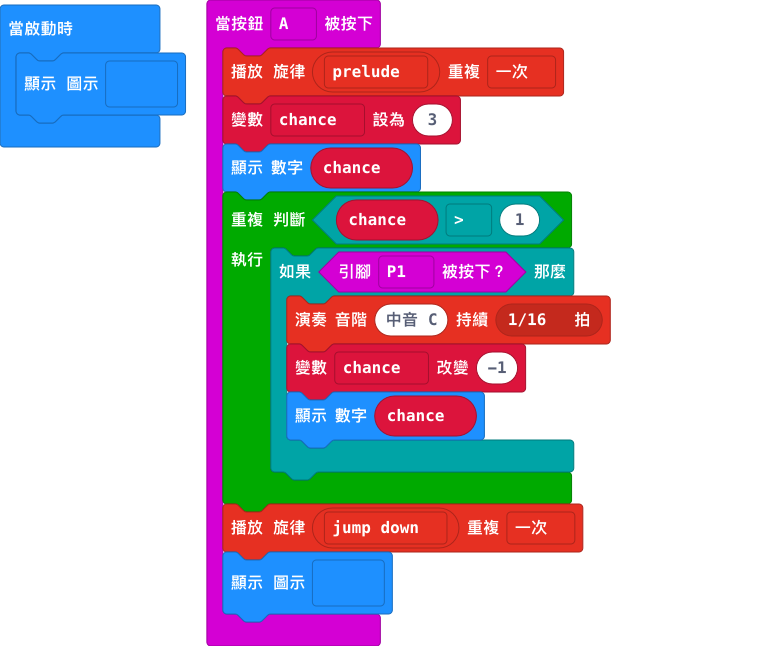 當啟動時
顯示 圖示
當按鈕 A 被按下
播放 旋律 prelude 重複 一次
變數 chance 設為 3
顯示 數字 chance
重複 判斷 chance > 1
執行
如果 引腳 P1 被按下？ 那麼
演奏 音階 中音 C 持續 1/16 拍
變數 chance 改變 -1
顯示 數字 chance
播放 旋律 jump down 重複 一次
顯示 圖示